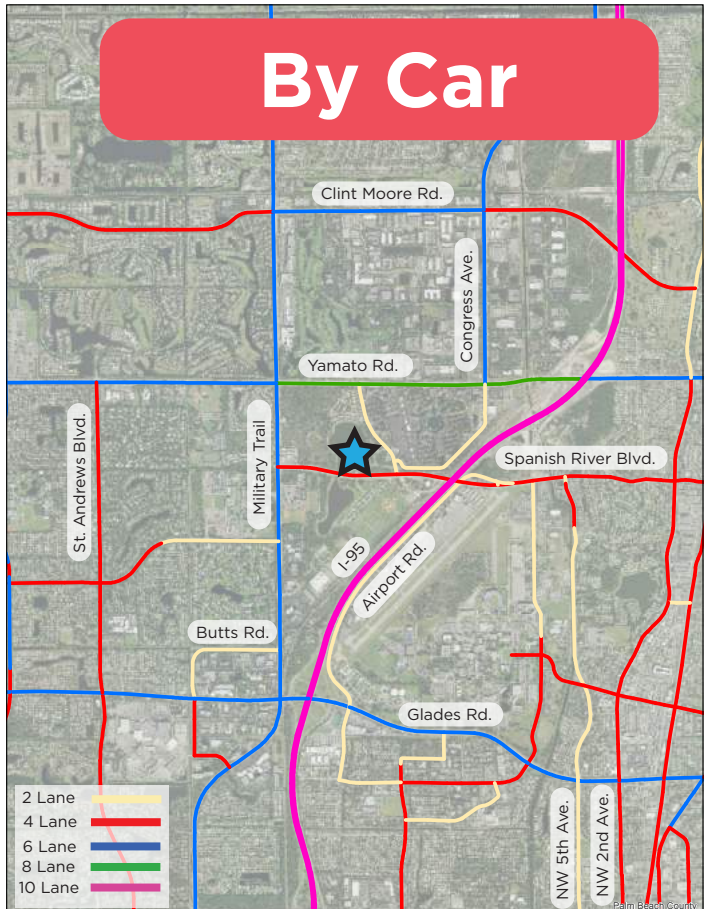 By Car
Clint Moore Rd.
Congress Ave.
Yamato Rd.
St. Andrews Blvd.
Military Trail
Spanish River Blvd.
I-95
Airport Rd.
Butts Rd.
Glades Rd.
NW 5th Ave.
NW 2nd Ave.
2 Lane
4 Lane
6 Lane
8 Lane
10 Lane
Palm Beach County